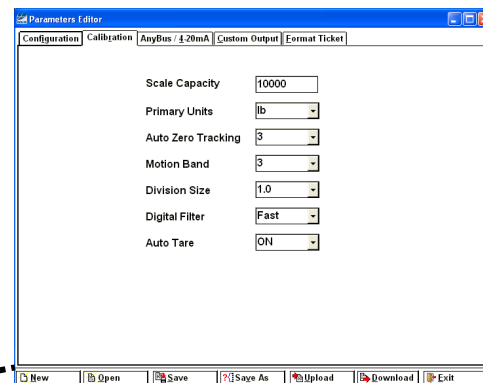 Parameters Editor
Configuration Calibration AnyBus / 4-20mA Custom Output Format Ticket
Scale Capacity 10000
Primary Units lb
Auto Zero Tracking 3
Motion Band 3
Division Size 1.0
Digital Filter Fast
Auto Tare ON
New Open Save Save As Upload Download Exit